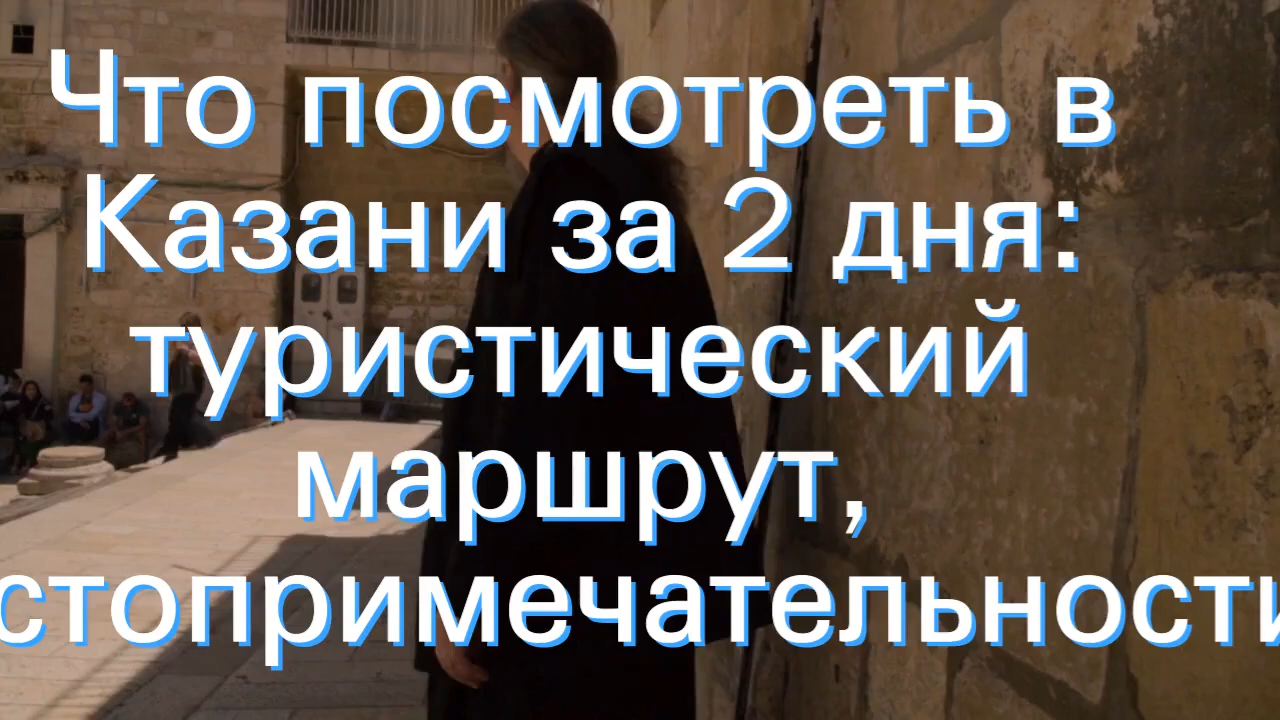 Что посмотреть в
Казани за 2 дня:
туристический
маршрут,
стопримечательности